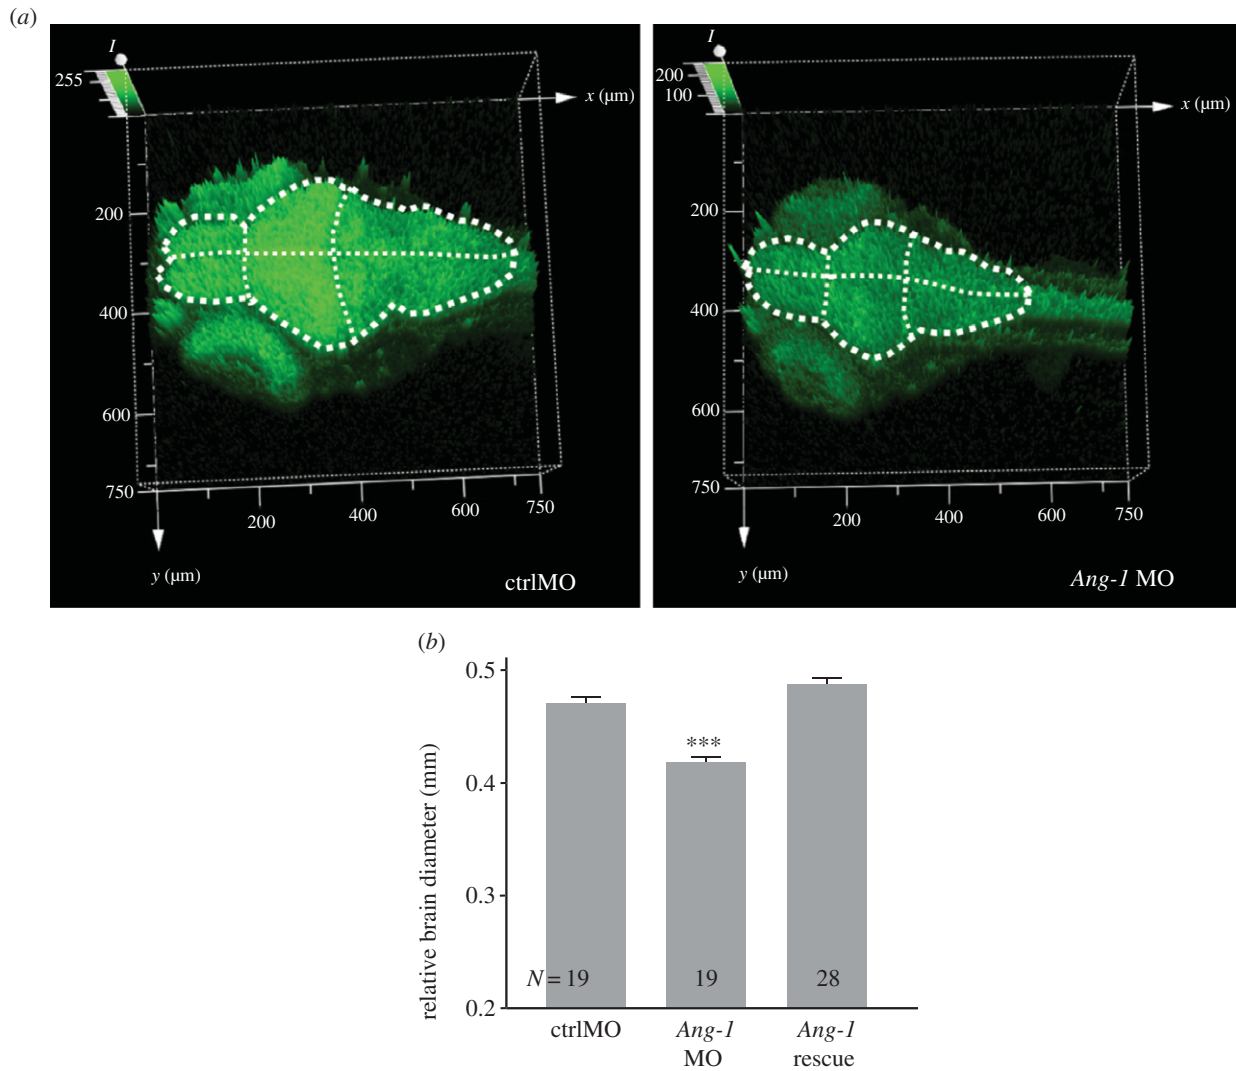 (a)
I
255
x (µm)
200
400
600
750
200
400
600
750
y (µm)
ctrlMO
I
200
100
x (µm)
200
400
600
750
200
400
600
750
y (µm)
Ang-1 MO
(b)
relative brain diameter (mm)
0.5
0.4
0.3
0.2
***
N = 19
19
28
ctrlMO
Ang-1
MO
Ang-1
rescue